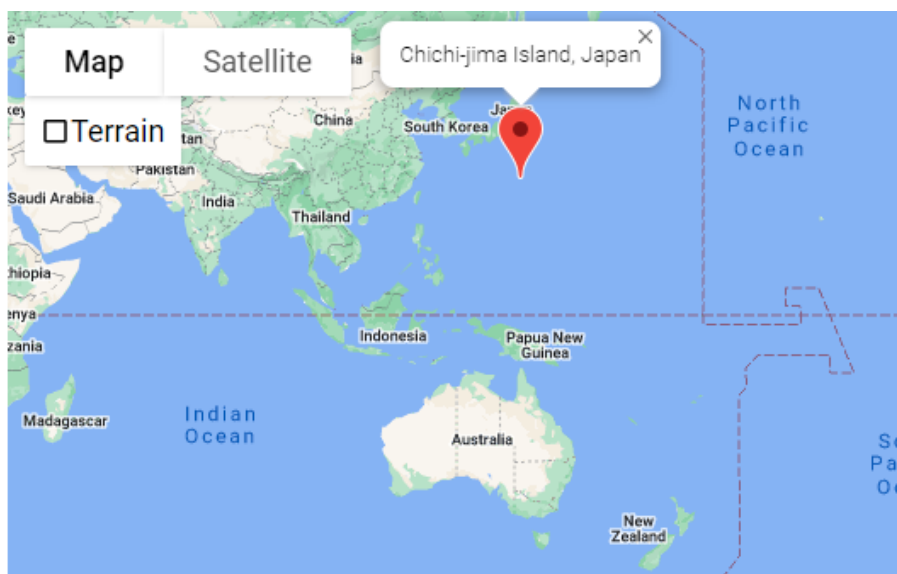 Map
Satellite
Terrain
Chichi-jima Island, Japan
×
China
South Korea
North
Pacific
Ocean
Pakistan
India
Saudi Arabia
Thailand
Indonesia
Papua New
Guinea
Madagascar
Indian
Ocean
Australia
New
Zealand